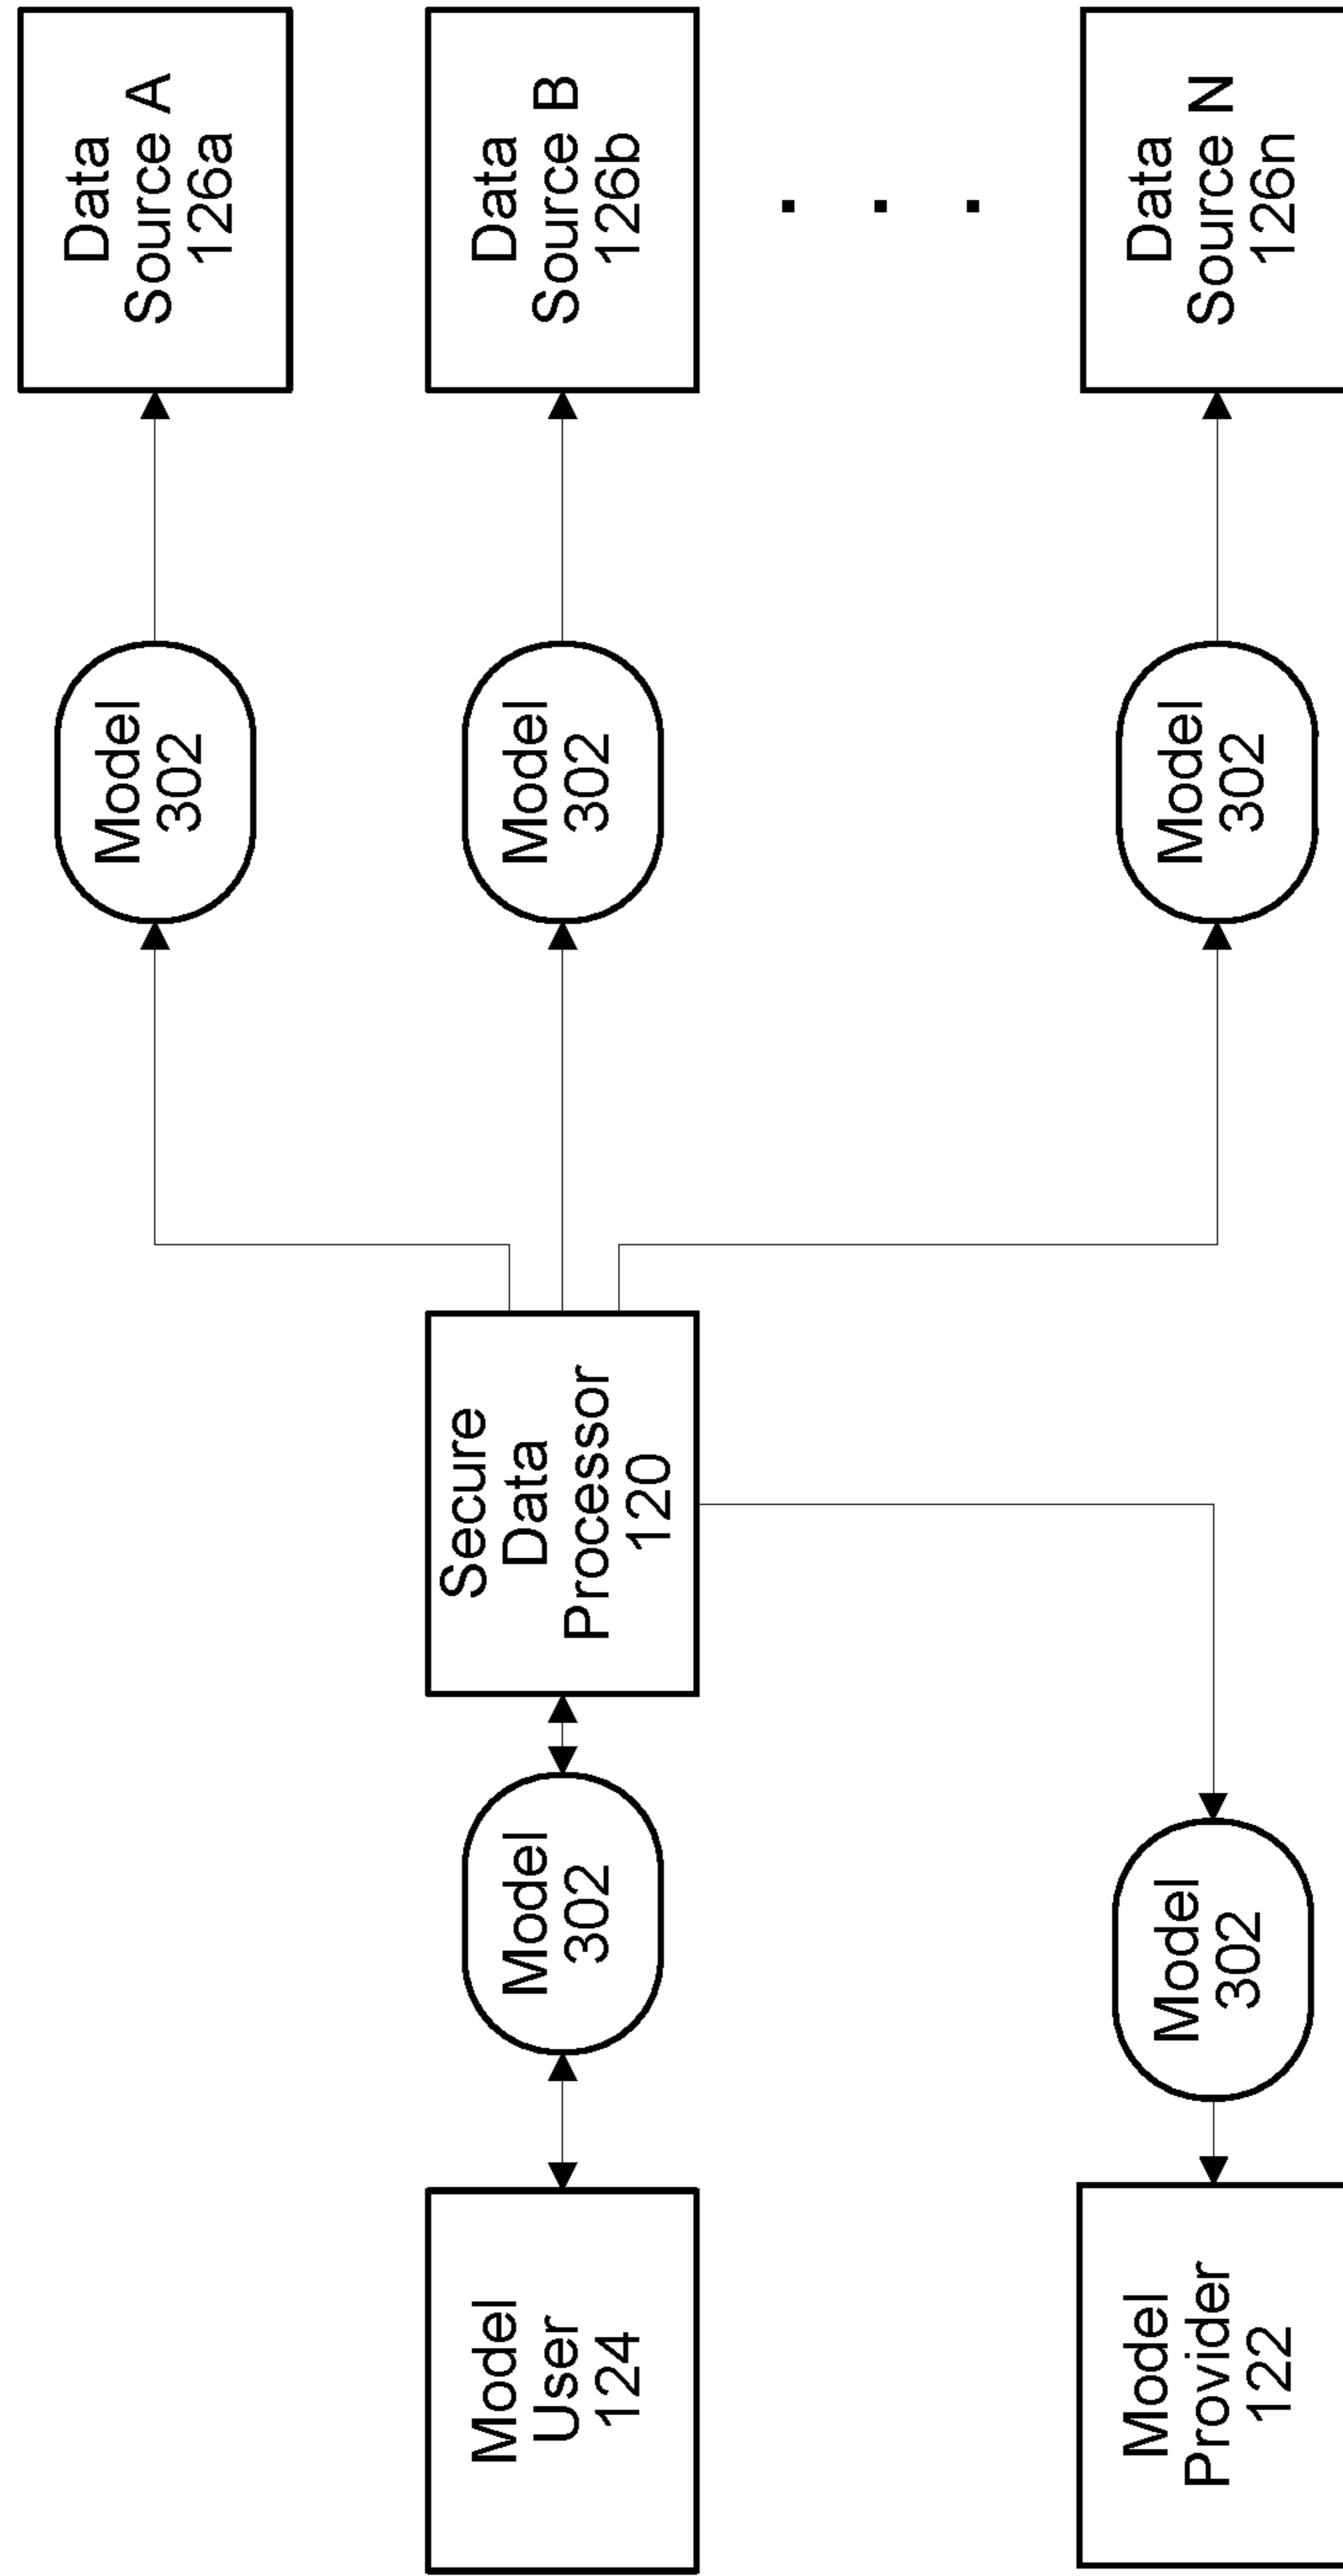 Data
Source A
126a
Model
302
Model
User
124
Model
302
Secure
Data
Processor
120
Model
302
Data
Source B
126b
. . .
Model
Provider
122
Model
302
Model
302
Data
Source N
126n